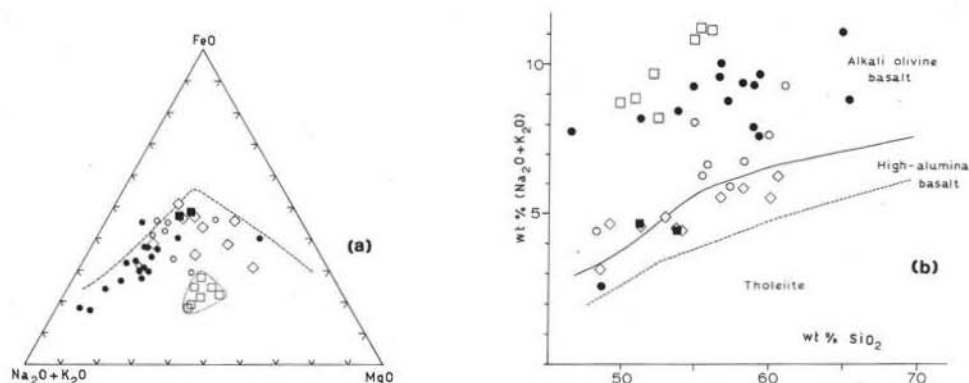 FeO
(a)
Na₂O+K₂O
MgO
wt % (Na₂O+K₂O)
10
5
Alkali olivine
basalt
High-alumina
basalt
(b)
Tholeiite
wt % SiO₂
50
60
70